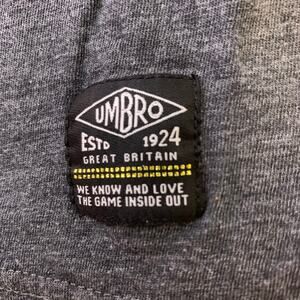 UMBRO
ESTD 1924
GREAT BRITAIN
WE KNOW AND LOVE
THE GAME INSIDE OUT